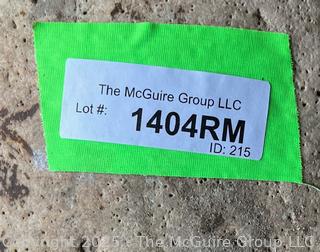 The McGuire Group LLC
Lot #:
1404RM
ID: 215
Copyright 2025 - The McGuire Group LLC